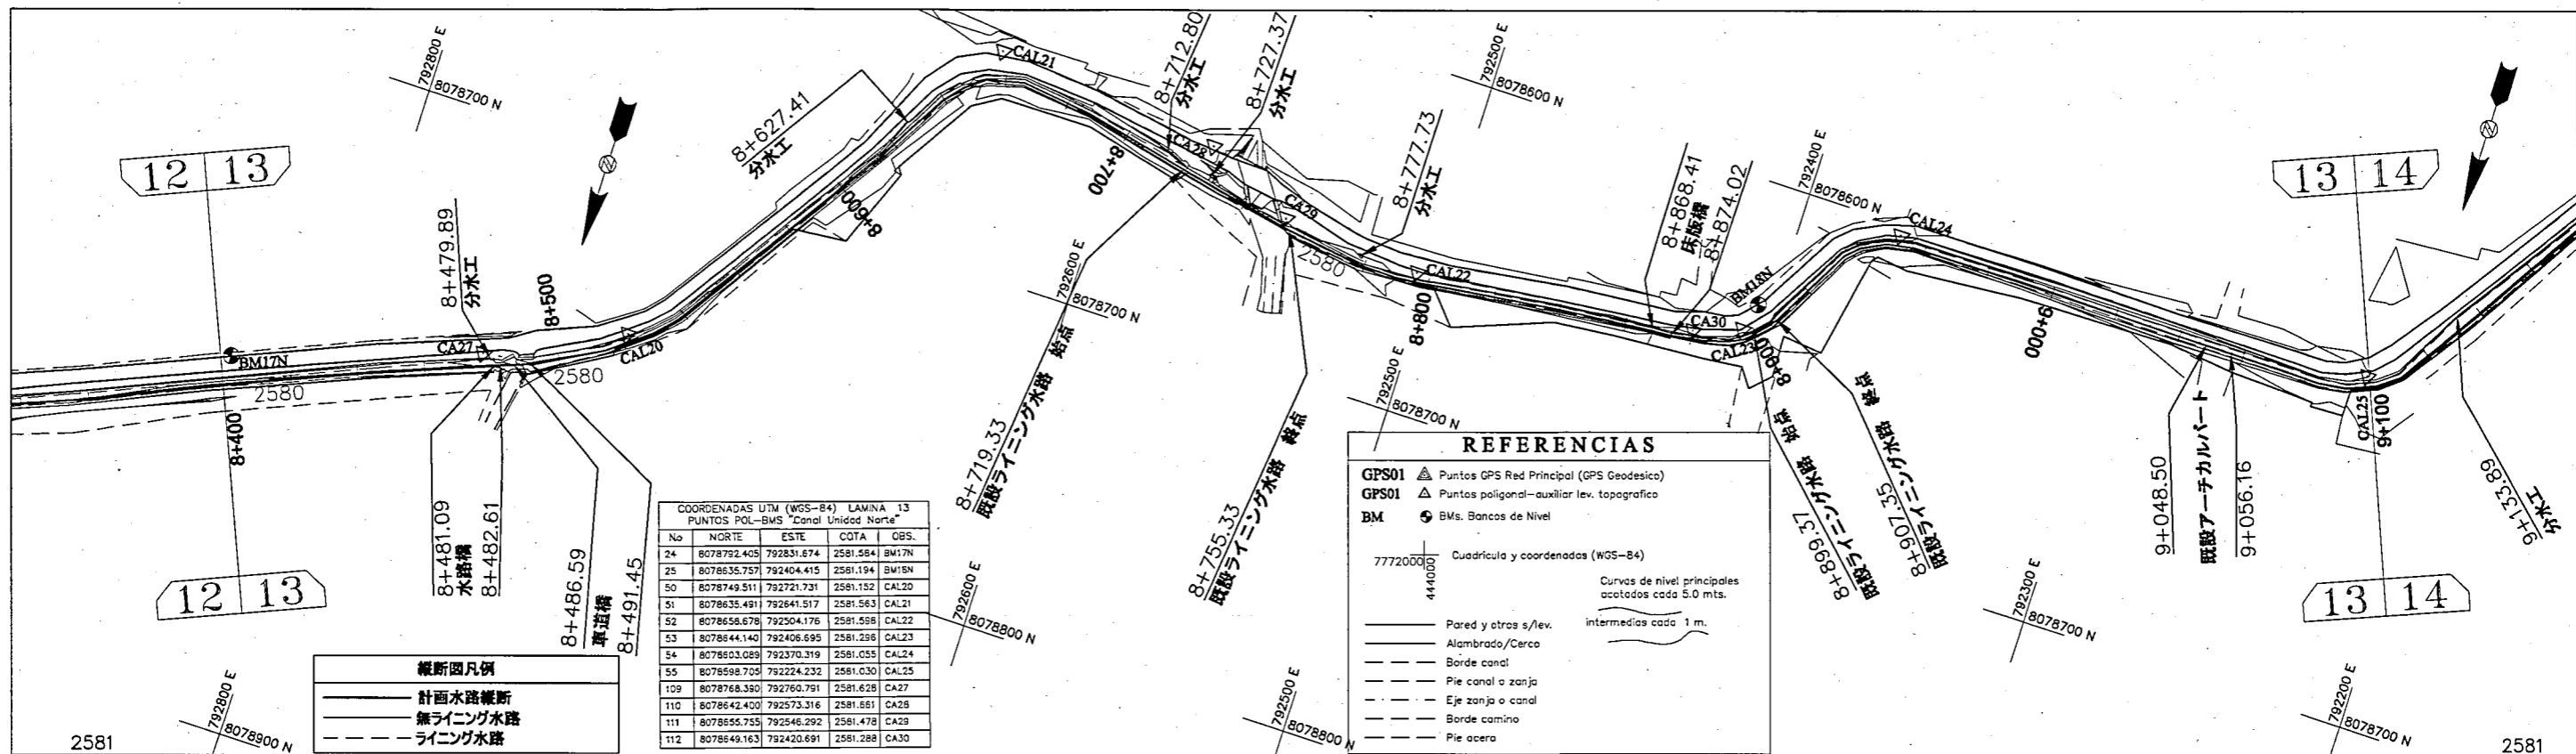 792800 E
8078700 N
12 13
8+479.89
分水工
8+500
8+627.41
分水工
CAL21
8+600
8+700
8+712.80
分水工
8+727.37
分水工
CA28
CA29
792500 E
8078600 N
8+777.73
分水工
792600 E
8078700 N
2580
CAL22
8+800
8+868.41
床版橋
8+874.02
792400 E
8078600 N
BM18N
CA30
CAL23
8+900
CAL24
9+000
13 14
BM17N
CA27
CAL20
2580
2580
8+400
12 13
8+481.09
水路橋
8+482.61
8+486.59
車道橋
8+491.45
8+719.33
既設ライニング水路 始点
8+755.33
既設ライニング水路 終点
792500 E
8078700 N
8+899.37
既設ライニング水路 始点
8+907.35
既設ライニング水路 終点
9+048.50
既設アーチカルバート
9+056.16
CAL25
9+100
9+133.89
分水工
13 14
792600 E
8078800 N
792500 E
8078800 N
792300 E
8078700 N
792200 E
8078700 N
792800 E
8078900 N
2581
2581
縦断図凡例
計画水路縦断
無ライニング水路
ライニング水路
COORDENADAS UTM (WGS-84) LAMINA 13
PUNTOS POL-BMS "Canal Unidad Norte"
No NORTE ESTE COTA OBS.
24 8078792.405 792831.674 2581.564 BM17N
25 8078635.757 792404.415 2581.194 BM18N
50 8078749.511 792721.731 2581.152 CAL20
51 8078635.491 792641.517 2581.563 CAL21
52 8078658.678 792504.176 2581.596 CAL22
53 8078644.140 792406.695 2581.296 CAL23
54 8078603.089 792370.319 2581.055 CAL24
55 8078598.705 792224.232 2581.030 CAL25
109 8078768.390 792760.791 2581.628 CA27
110 8078642.400 792573.316 2581.661 CA28
111 8078655.755 792546.292 2581.478 CA29
112 8078649.163 792420.691 2581.288 CA30
REFERENCIAS
GPS01 Puntos GPS Red Principal (GPS Geodesico)
GPS01 Puntos poligonal-auxiliar lev. topografico
BM BMs. Bancos de Nivel
7772000
444000
Cuadricula y coordenadas (WGS-84)
Curvas de nivel principales
acotados cada 5.0 mts.
intermedias cada 1 m.
Pared y otros s/lev.
Alambrado/Cerco
Borde canal
Pie canal o zanja
Eje zanja o canal
Borde camino
Pie acera